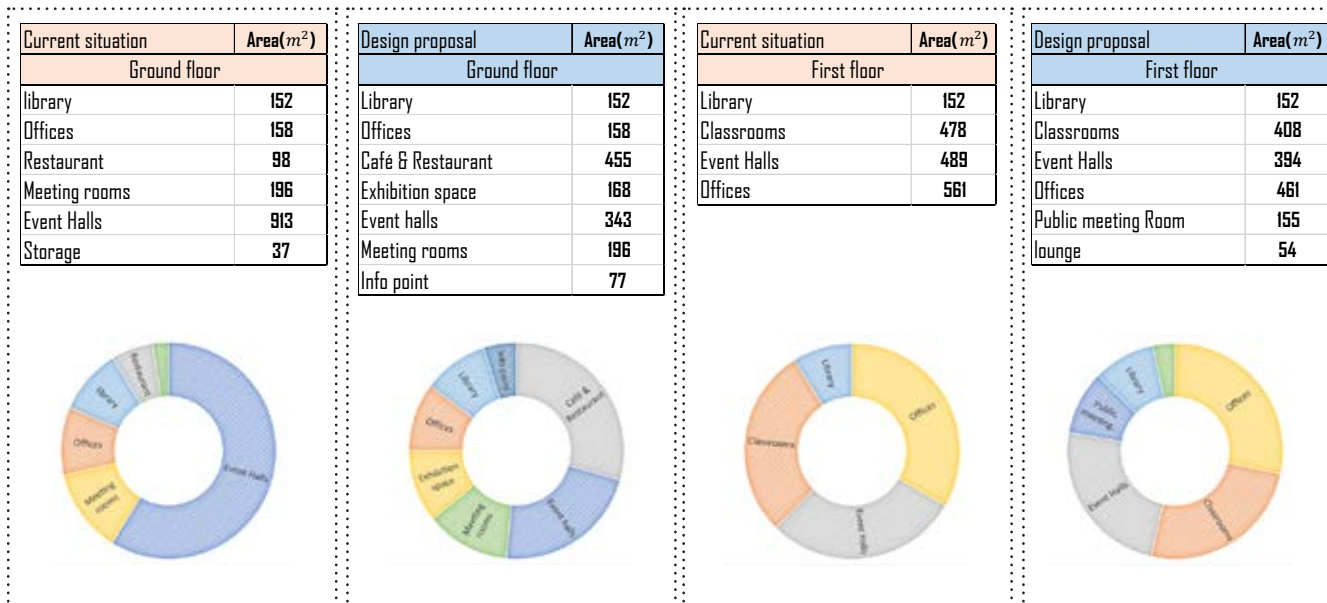 Current situation Area(m²)
Ground floor
library 152
Offices 158
Restaurant 98
Meeting rooms 196
Event Halls 913
Storage 37
Design proposal Area(m²)
Ground floor
Library 152
Offices 158
Café & Restaurant 455
Exhibition space 168
Event halls 343
Meeting rooms 196
Info point 77
Current situation Area(m²)
First floor
Library 152
Classrooms 478
Event Halls 489
Offices 561
Design proposal Area(m²)
First floor
Library 152
Classrooms 408
Event Halls 394
Offices 461
Public meeting Room 155
lounge 54
Restaurant
library
Offices
Meeting
rooms
Event Halls
Info point
Library
Café &
Restaurant
Offices
Exhibition
space
Meeting
rooms
Event halls
Library
Offices
Classrooms
Event Halls
Library
Offices
Public
meeting
Event Halls
Classrooms